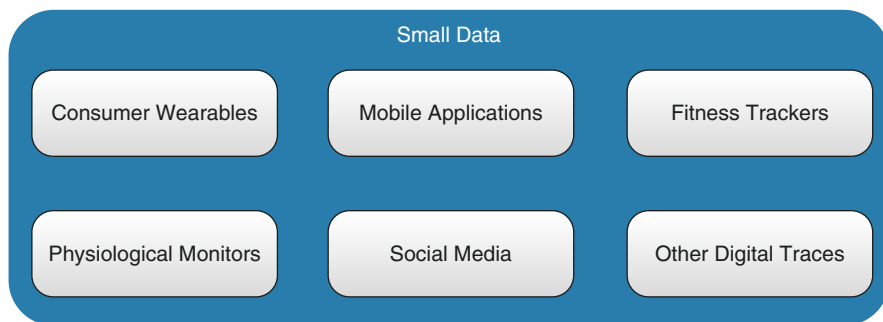 Small Data
Consumer Wearables
Mobile Applications
Fitness Trackers
Physiological Monitors
Social Media
Other Digital Traces